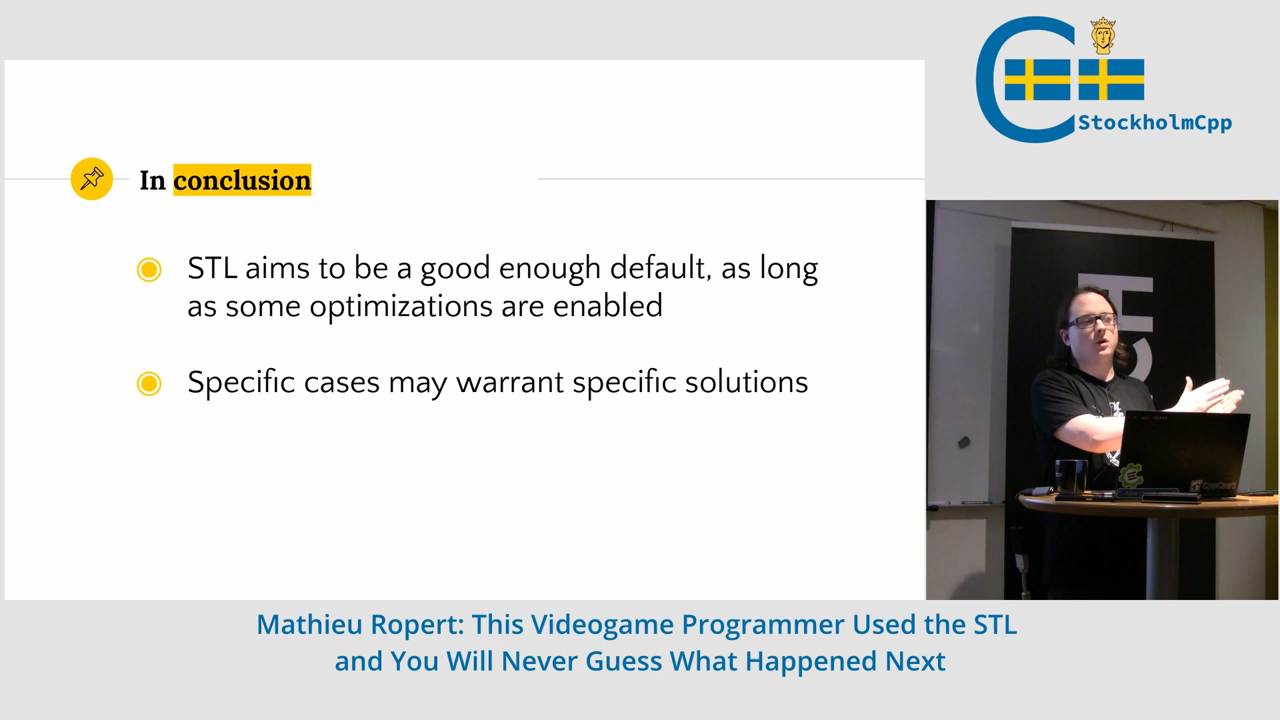 StockholmCpp
In conclusion
STL aims to be a good enough default, as long
as some optimizations are enabled
Specific cases may warrant specific solutions
Mathieu Ropert: This Videogame Programmer Used the STL
and You Will Never Guess What Happened Next